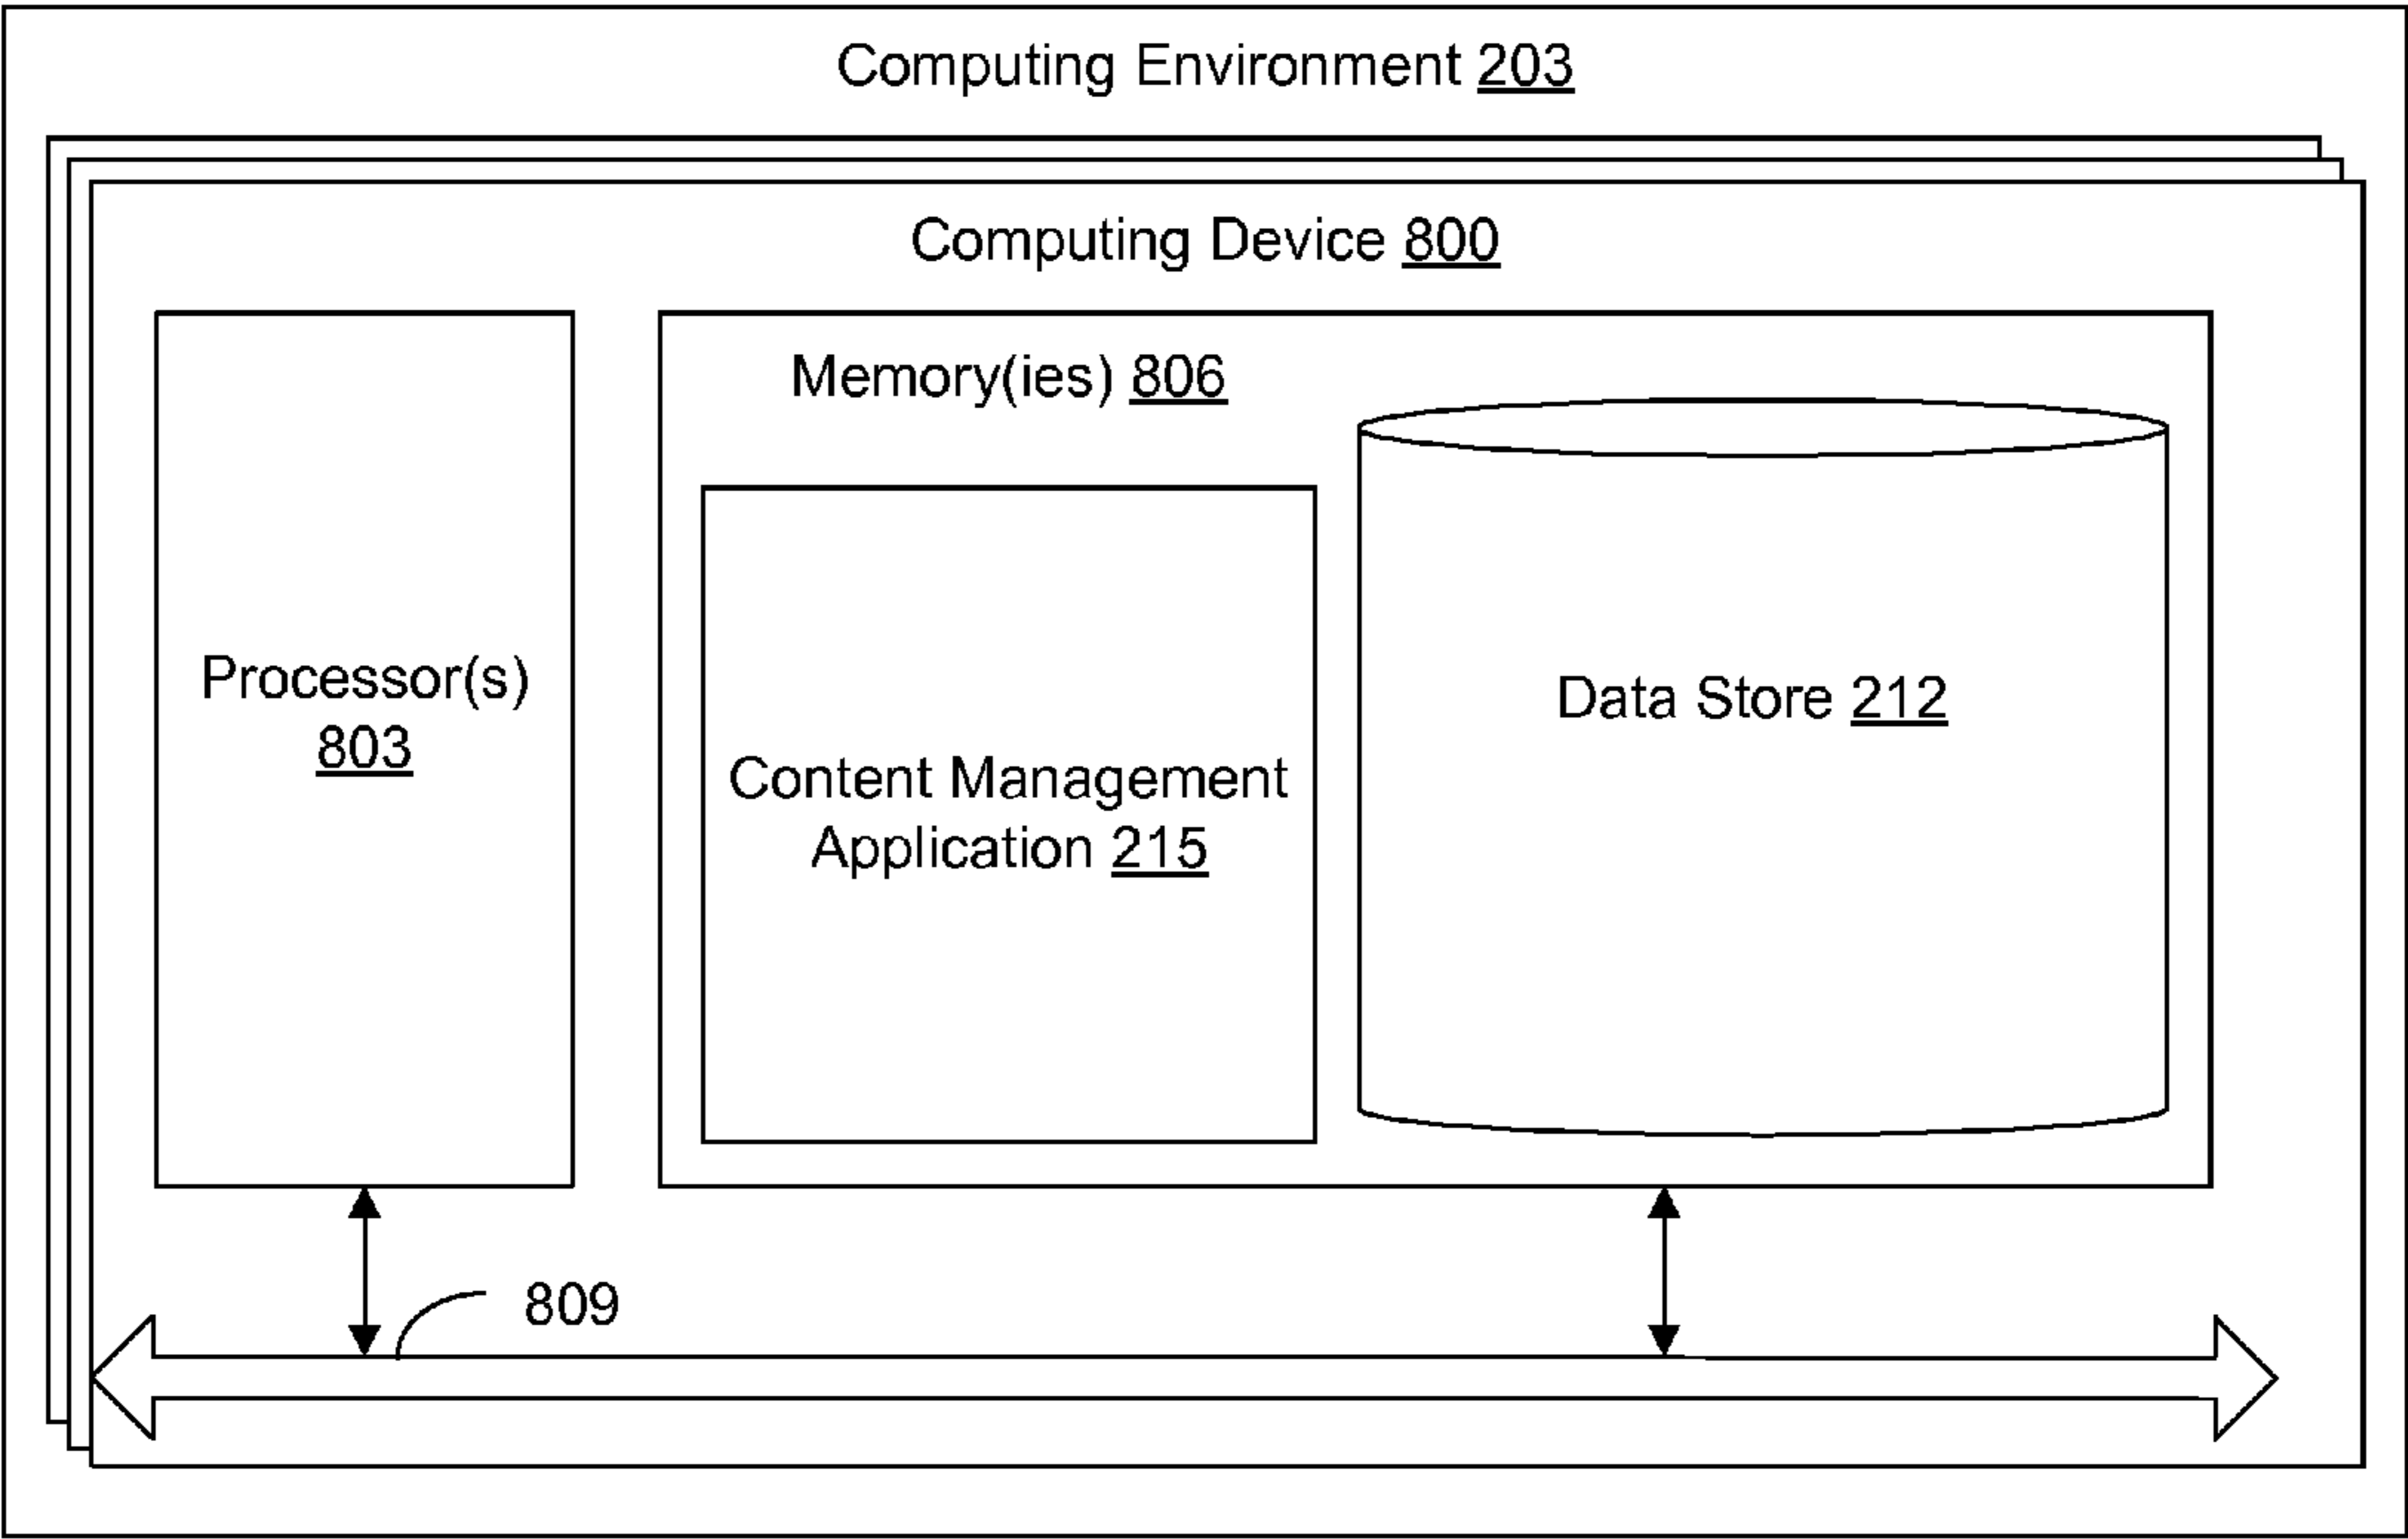 Computing Environment 203
Computing Device 800
Memory(ies) 806
Processor(s)
803
Content Management
Application 215
Data Store 212
809